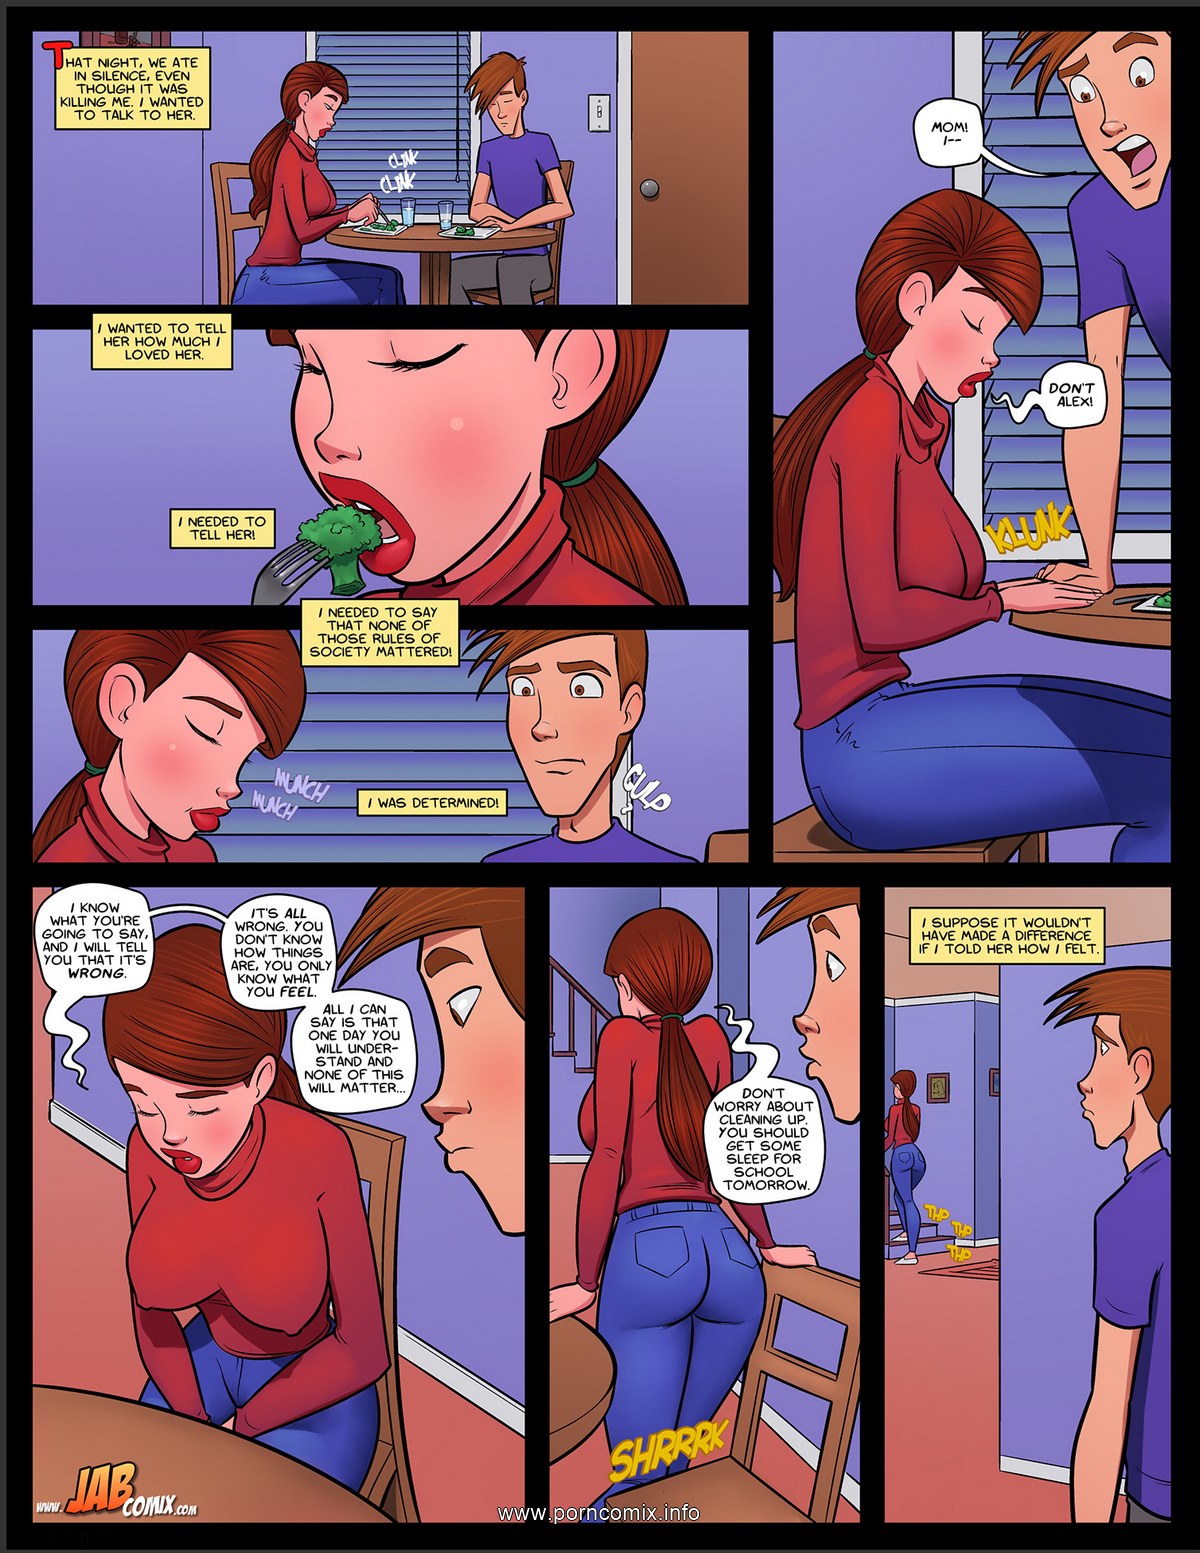 THAT NIGHT, WE ATE
IN SILENCE, EVEN
THOUGH IT WAS
KILLING ME. I WANTED
TO TALK TO HER.
CLINK
CLINK
I WANTED TO TELL
HER HOW MUCH I
LOVED HER.
I NEEDED TO
TELL HER!
I NEEDED TO SAY
THAT NONE OF
THOSE RULES OF
SOCIETY MATTERED!
MUNCH
MUNCH
I WAS DETERMINED!
GULP
MOM!
I--
DON'T
ALEX!
KLUNK
I KNOW
WHAT YOU'RE
GOING TO SAY,
AND I WILL TELL
YOU THAT IT'S
WRONG.
IT'S ALL
WRONG. YOU
DON'T KNOW
HOW THINGS
ARE, YOU ONLY
KNOW WHAT
YOU FEEL.
ALL I CAN
SAY IS THAT
ONE DAY YOU
WILL UNDER-
STAND AND
NONE OF THIS
WILL MATTER...
DON'T
WORRY ABOUT
CLEANING UP.
YOU SHOULD
GET SOME
SLEEP FOR
SCHOOL
TOMORROW.
SHRRRK
I SUPPOSE IT WOULDN'T
HAVE MADE A DIFFERENCE
IF I TOLD HER HOW I FELT.
THP
THP
THP
WWW.JABCOMIX.COM
www.porncomix.info